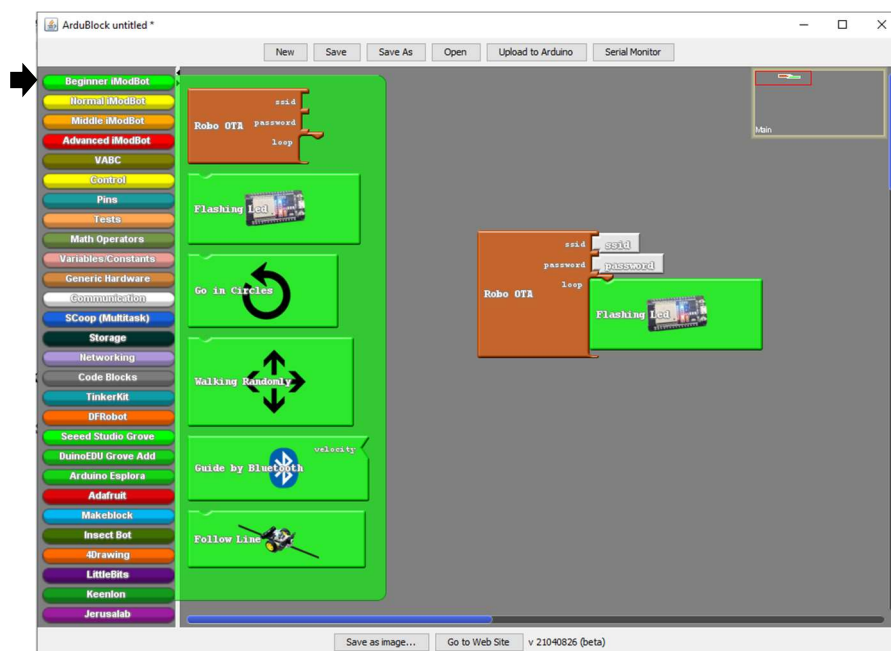 ArduBlock untitled *
New Save Save As Open Upload to Arduino Serial Monitor
Beginner iModBot
Normal iModBot
Middle iModBot
Advanced iModBot
VABC
Control
Pins
Tests
Math Operators
Variables/Constants
Generic Hardware
Communication
SCoop (Multitask)
Storage
Networking
Code Blocks
TinkerKit
DFRobot
Seeed Studio Grove
DuinoEDU Grove Add
Arduino Esplora
Adafruit
Makeblock
Insect Bot
4Drawing
LittleBits
Keenlon
Jerusalab
ssid
Robo OTA password
loop
Flashing Led
Go in Circles
Walking Randomly
velocity
Guide by Bluetooth
Follow Line
ssid ssid
password password
loop
Robo OTA
Flashing Led
Main
Save as image... Go to Web Site v 21040826 (beta)